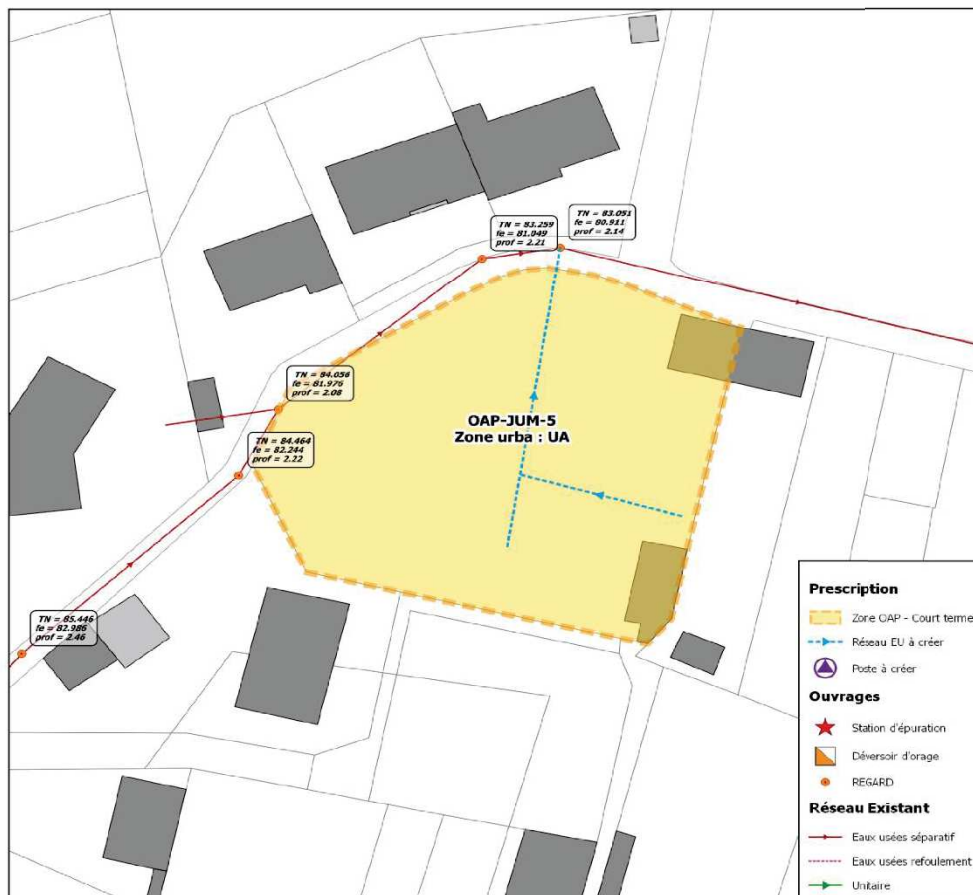 TN = 83.259
fe = 81.049
prof = 2.21
TN = 83.051
fe = 80.911
prof = 2.14
TN = 84.056
fe = 81.976
prof = 2.08
OAP-JUM-5
Zone urba : UA
TN = 84.464
fe = 82.244
prof = 2.22
TN = 85.446
fe = 82.986
prof = 2.46
Prescription
Zone OAP - Court terme
Réseau EU à créer
Poste à créer
Ouvrages
Station d'épuration
Déversoir d'orage
REGARD
Réseau Existant
Eaux usées séparatif
Eaux usées refoulement
Unitaire